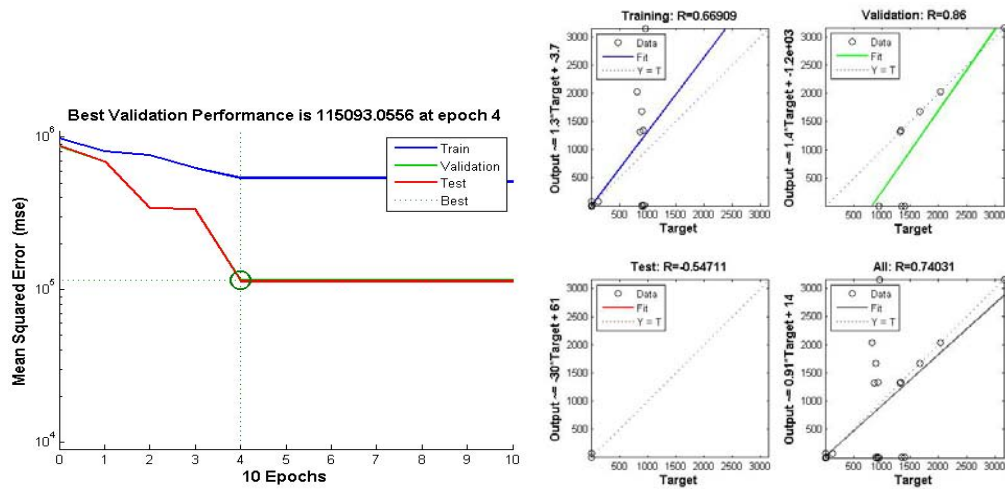 Best Validation Performance is 115093.0556 at epoch 4
Mean Squared Error (mse)
10^6
10^5
10^4
Train
Validation
Test
Best
0 1 2 3 4 5 6 7 8 9 10
10 Epochs
Training: R=0.66909
Output ~= 1.3*Target + -3.7
3000
2500
2000
1500
1000
500
Data
Fit
Y = T
500 1000 1500 2000 2500 3000
Target
Validation: R=0.86
Output ~= 1.4*Target + -1.2e+03
3000
2500
2000
1500
1000
500
Data
Fit
Y = T
500 1000 1500 2000 2500 3000
Target
Test: R=-0.54711
Output ~= -30*Target + 61
3000
2500
2000
1500
1000
500
Data
Fit
Y = T
500 1000 1500 2000 2500 3000
Target
All: R=0.74031
Output ~= 0.91*Target + 14
3000
2500
2000
1500
1000
500
Data
Fit
Y = T
500 1000 1500 2000 2500 3000
Target